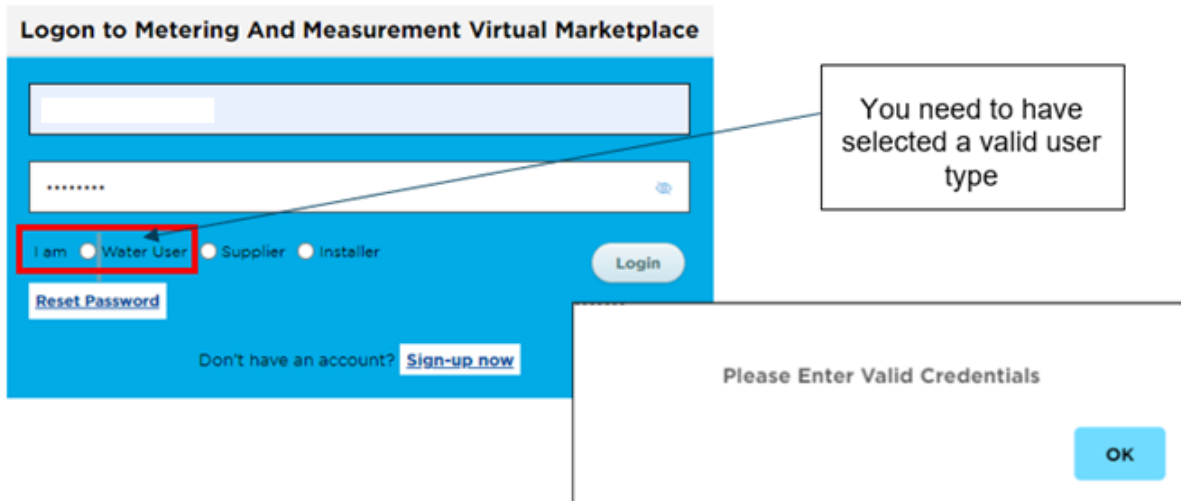 Logon to Metering And Measurement Virtual Marketplace
You need to have
selected a valid user
type
••••••••
I am Water User Supplier Installer
Login
Reset Password
Don't have an account? Sign-up now
Please Enter Valid Credentials
OK